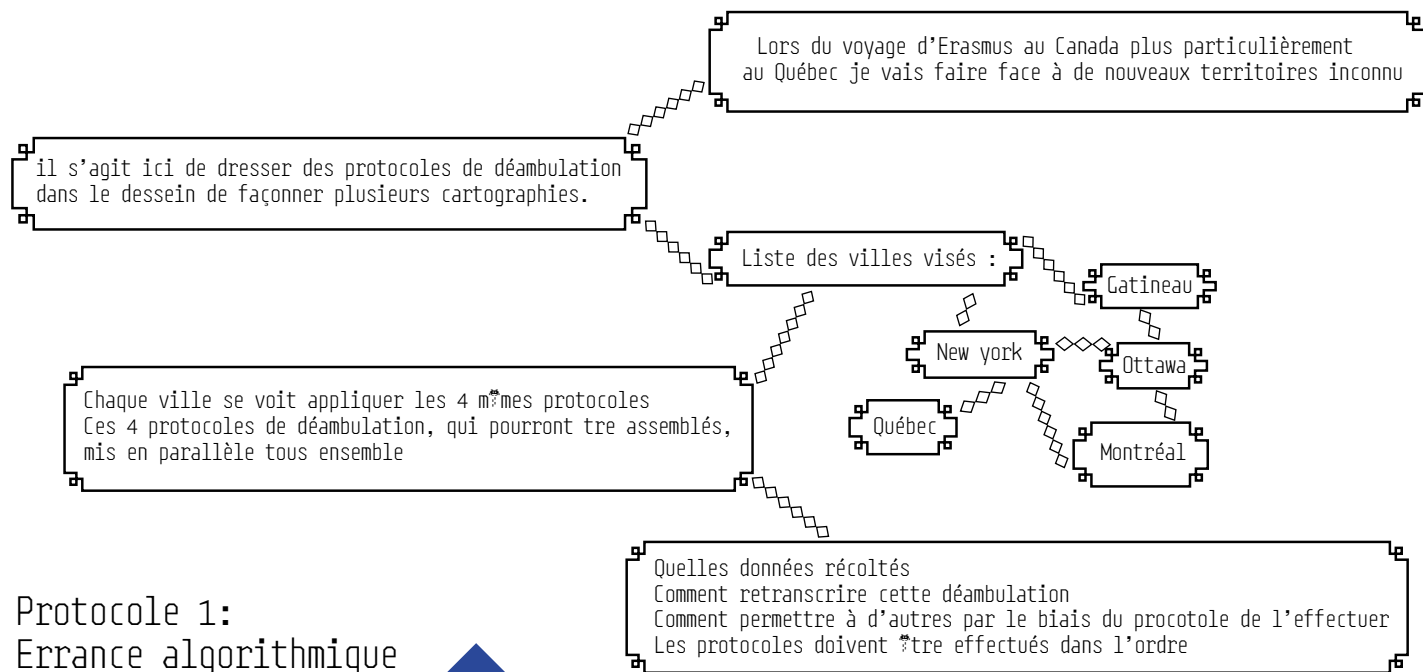 Lors du voyage d'Erasmus au Canada plus particulièrement
au Québec je vais faire face à de nouveaux territoires inconnu
il s'agit ici de dresser des protocoles de déambulation
dans le dessein de façonner plusieurs cartographies.
Liste des villes visés :
Gatineau
New york
Ottawa
Québec
Montréal
Chaque ville se voit appliquer les 4 mmes protocoles
Ces 4 protocoles de déambulation, qui pourront tre assemblés,
mis en parallèle tous ensemble
Quelles données récoltés
Comment retranscrire cette déambulation
Comment permettre à d'autres par le biais du procotole de l'effectuer
Les protocoles doivent tre effectués dans l'ordre
Protocole 1:
Errance algorithmique